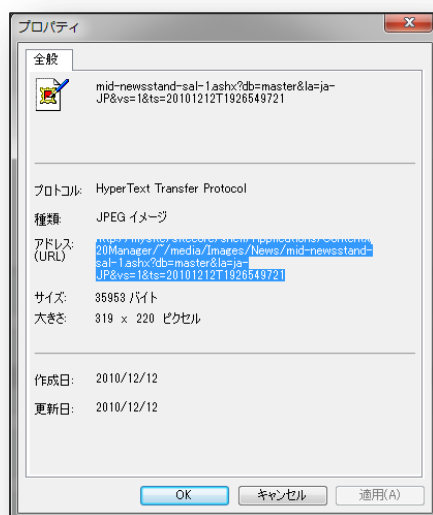 プロパティ
全般
mid-newsstand-sal-1.ashx?db=master&la=ja-
JP&vs=1&ts=20101212T1926549721
プロトコル: HyperText Transfer Protocol
種類: JPEG イメージ
アドレス:
(URL)
20Manager/~/media/Images/News/mid-newsstand-
sal-1.ashx?db=master&la=ja-
JP&vs=1&ts=20101212T1926549721
サイズ: 35953 バイト
大きさ: 319 x 220 ピクセル
作成日: 2010/12/12
更新日: 2010/12/12
OK キャンセル 適用(A)